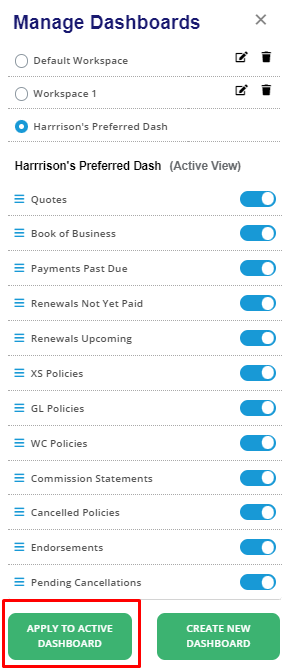 Manage Dashboards
Default Workspace
Workspace 1
Harrrison's Preferred Dash
Harrrison's Preferred Dash (Active View)
Quotes
Book of Business
Payments Past Due
Renewals Not Yet Paid
Renewals Upcoming
XS Policies
GL Policies
WC Policies
Commission Statements
Cancelled Policies
Endorsements
Pending Cancellations
APPLY TO ACTIVE
DASHBOARD
CREATE NEW
DASHBOARD